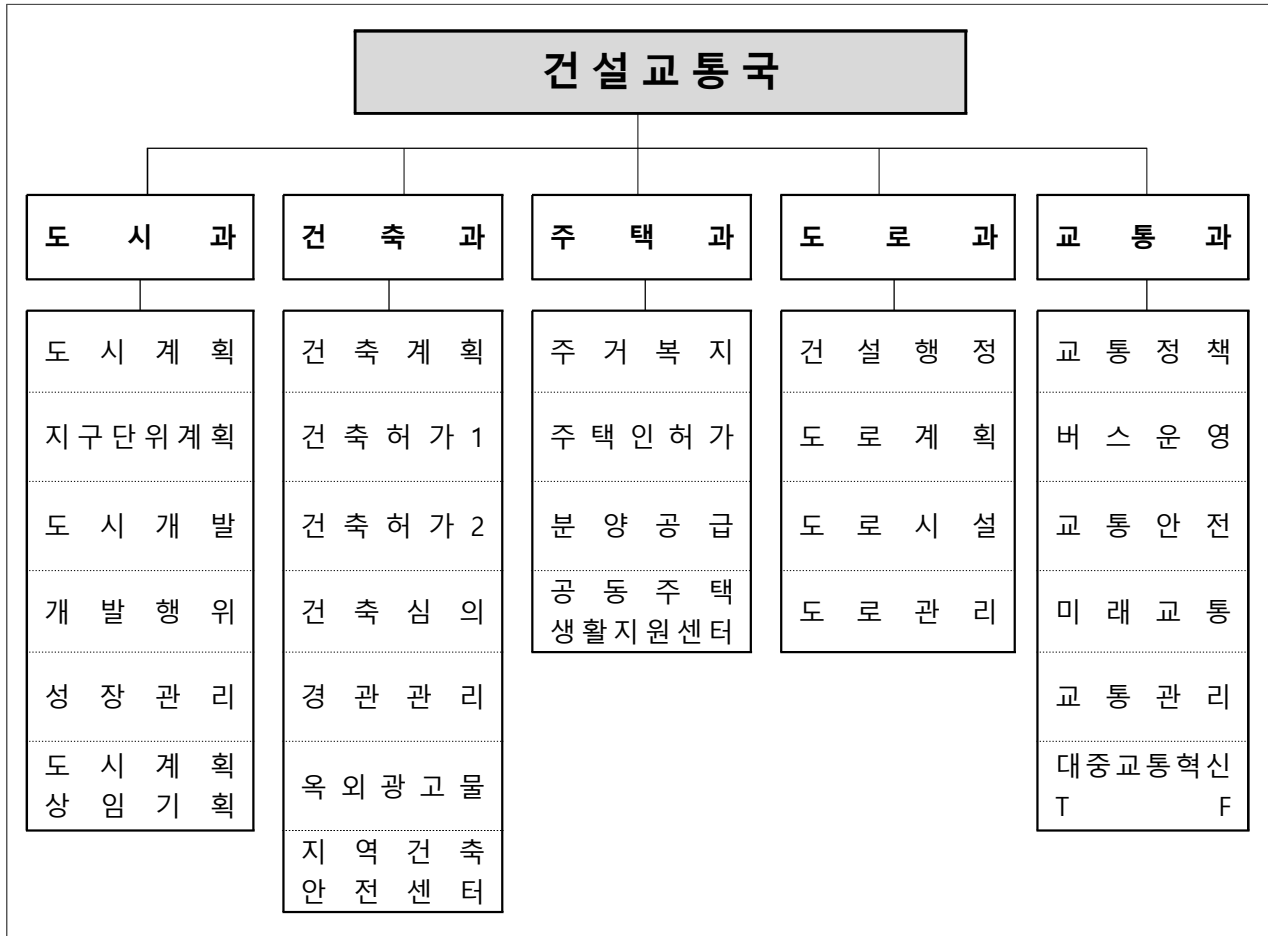 건설교통국
도시과
건축과
주택과
도로과
교통과
도시계획
지구단위계획
도시개발
개발행위
성장관리
도시계획
상임기획
건축계획
건축허가1
건축허가2
건축심의
경관관리
옥외광고물
지역건축
안전센터
주거복지
주택인허가
분양공급
공동주택
생활지원센터
건설행정
도로계획
도로시설
도로관리
교통정책
버스운영
교통안전
미래교통
교통관리
대중교통혁신
TF